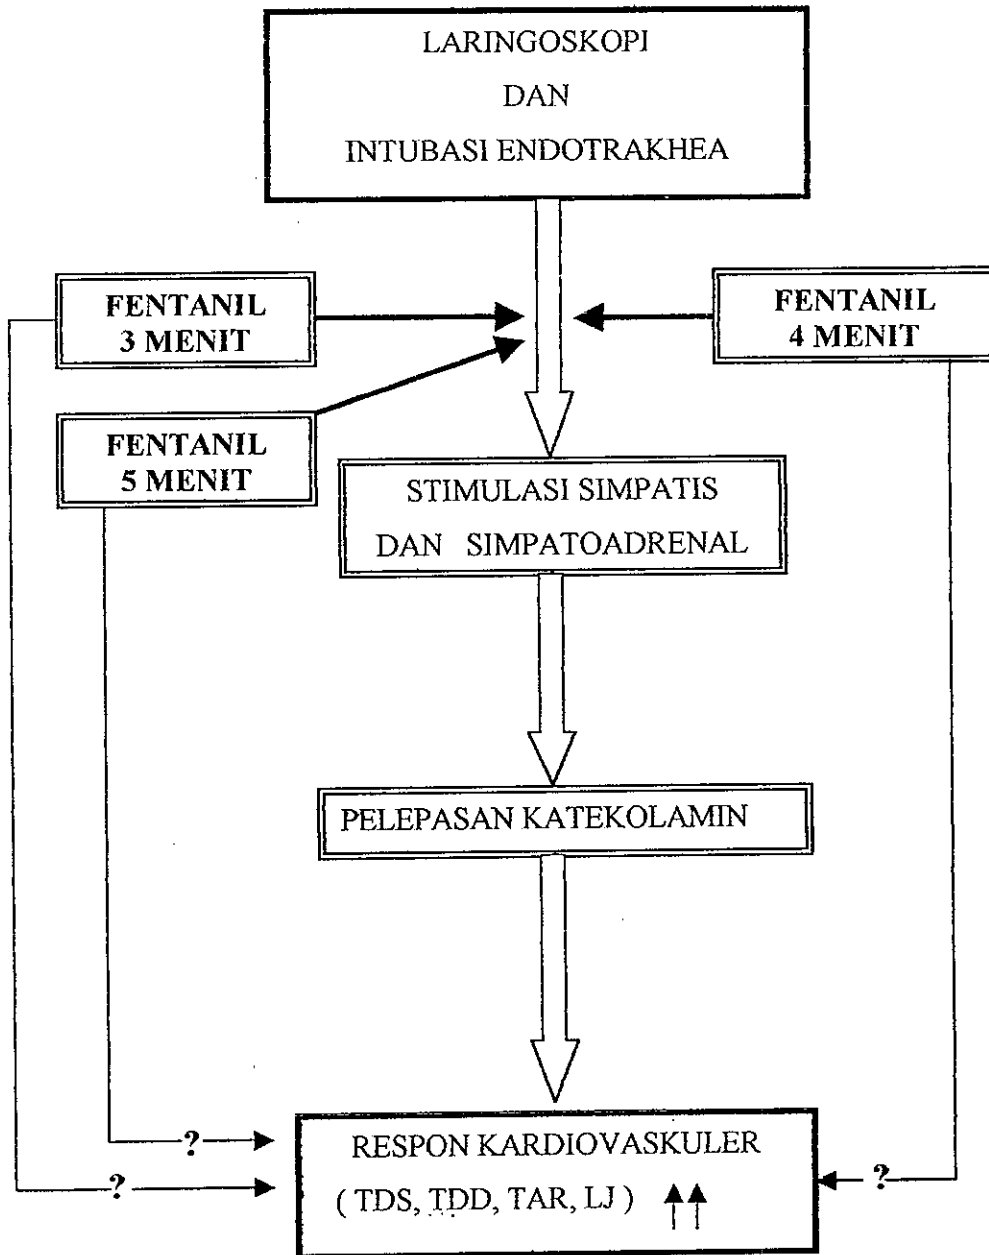 LARINGOSKOPI
DAN
INTUBASI ENDOTRAKHEA
FENTANIL
3 MENIT
FENTANIL
4 MENIT
FENTANIL
5 MENIT
STIMULASI SIMPATIS
DAN SIMPATOADRENAL
PELEPASAN KATEKOLAMIN
?
?
?
RESPON KARDIOVASKULER
( TDS, TDD, TAR, LJ )